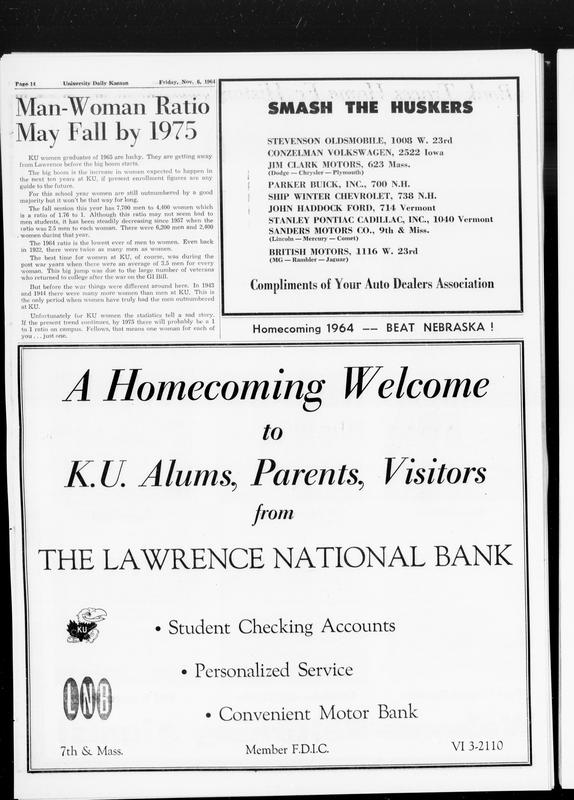 Page 14 University Daily Kansan Friday, Nov. 6, 1964
Man-Woman Ratio
May Fall by 1975
KU women graduates of 1965 are lucky. They are getting away
from Lawrence before the big boom starts.
The big boom is the increase in women expected to happen in
the next ten years at KU, if present enrollment figures are any
guide to the future.
For this school year women are still outnumbered by a good
majority but it won't be that way for long.
The fall session this year has 7,700 men to 4,400 women which
is a ratio of 1.76 to 1. Although this ratio may not seem bad to
men students, it has been steadily decreasing since 1957 when the
ratio was 2.5 men to each woman. There were 6,200 men and 2,400
women during that year.
The 1964 ratio is the lowest ever of men to women. Even back
in 1922, there were twice as many men as women.
The best time for women at KU, of course, was during the
post war years when there were an average of 3.5 men for every
woman. This big jump was due to the large number of veterans
who returned to college after the war on the GI Bill.
But before the war things were different around here. In 1943
and 1944 there were many more women than men at KU. This is
the only period when women have truly had the men outnumbered
at KU.
Unfortunately for KU women the statistics tell a sad story.
If the present trend continues, by 1975 there will probably be a 1
to 1 ratio on campus. Fellows, that means one woman for each of
you . . . just one.
SMASH THE HUSKERS
STEVENSON OLDSMOBILE, 1008 W. 23rd
CONZELMAN VOLKSWAGEN, 2522 Iowa
JIM CLARK MOTORS, 623 Mass.
(Dodge — Chrysler — Plymouth)
PARKER BUICK, INC., 700 N.H.
SHIP WINTER CHEVROLET, 738 N.H.
JOHN HADDOCK FORD, 714 Vermont
STANLEY PONTIAC CADILLAC, INC., 1040 Vermont
SANDERS MOTORS CO., 9th & Miss.
(Lincoln — Mercury — Comet)
BRITISH MOTORS, 1116 W. 23rd
(MG — Rambler — Jaguar)
Compliments of Your Auto Dealers Association
Homecoming 1964 –– BEAT NEBRASKA !
A Homecoming Welcome
to
K.U. Alums, Parents, Visitors
from
THE LAWRENCE NATIONAL BANK
KU
• Student Checking Accounts
• Personalized Service
LNB
• Convenient Motor Bank
7th & Mass. Member F.D.I.C. VI 3-2110